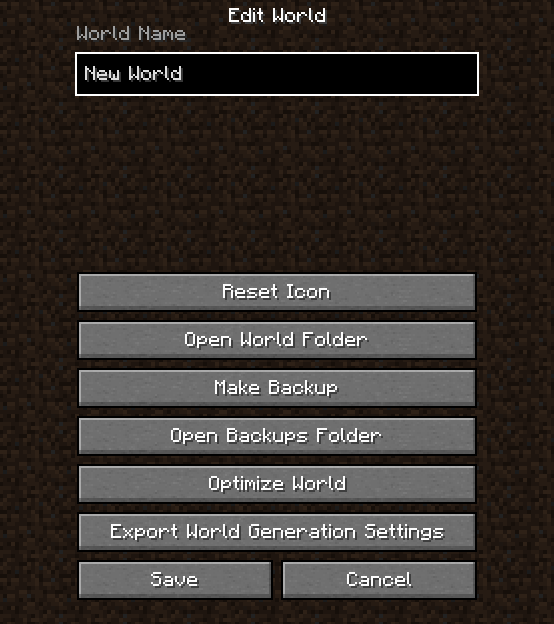 Edit World
World Name
New World
Reset Icon
Open World Folder
Make Backup
Open Backups Folder
Optimize World
Export World Generation Settings
Save
Cancel